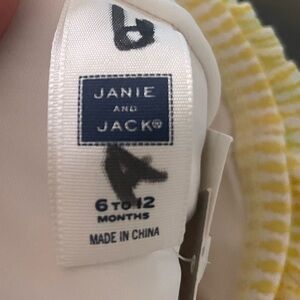 JANIE
AND
JACK®
A
6 TO 12
MONTHS
MADE IN CHINA